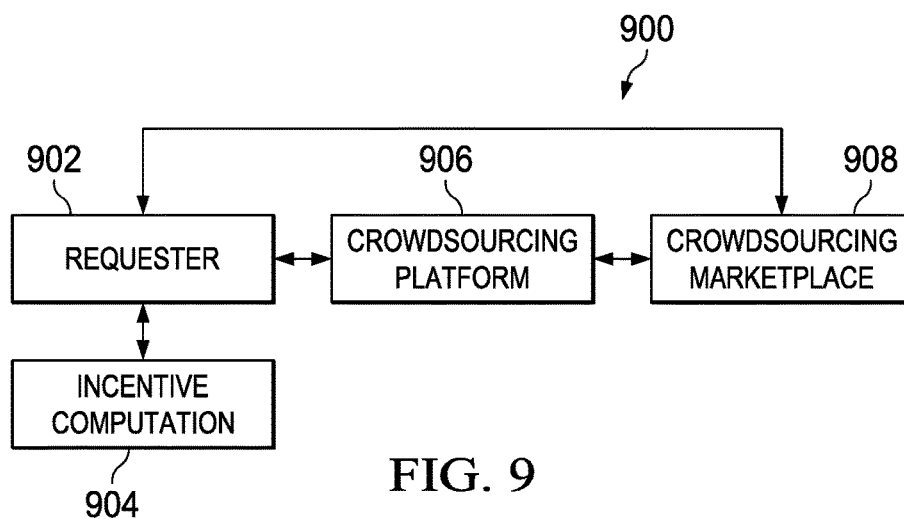 900
902
906
908
REQUESTER
CROWDSOURCING
PLATFORM
CROWDSOURCING
MARKETPLACE
INCENTIVE
COMPUTATION
904
FIG. 9